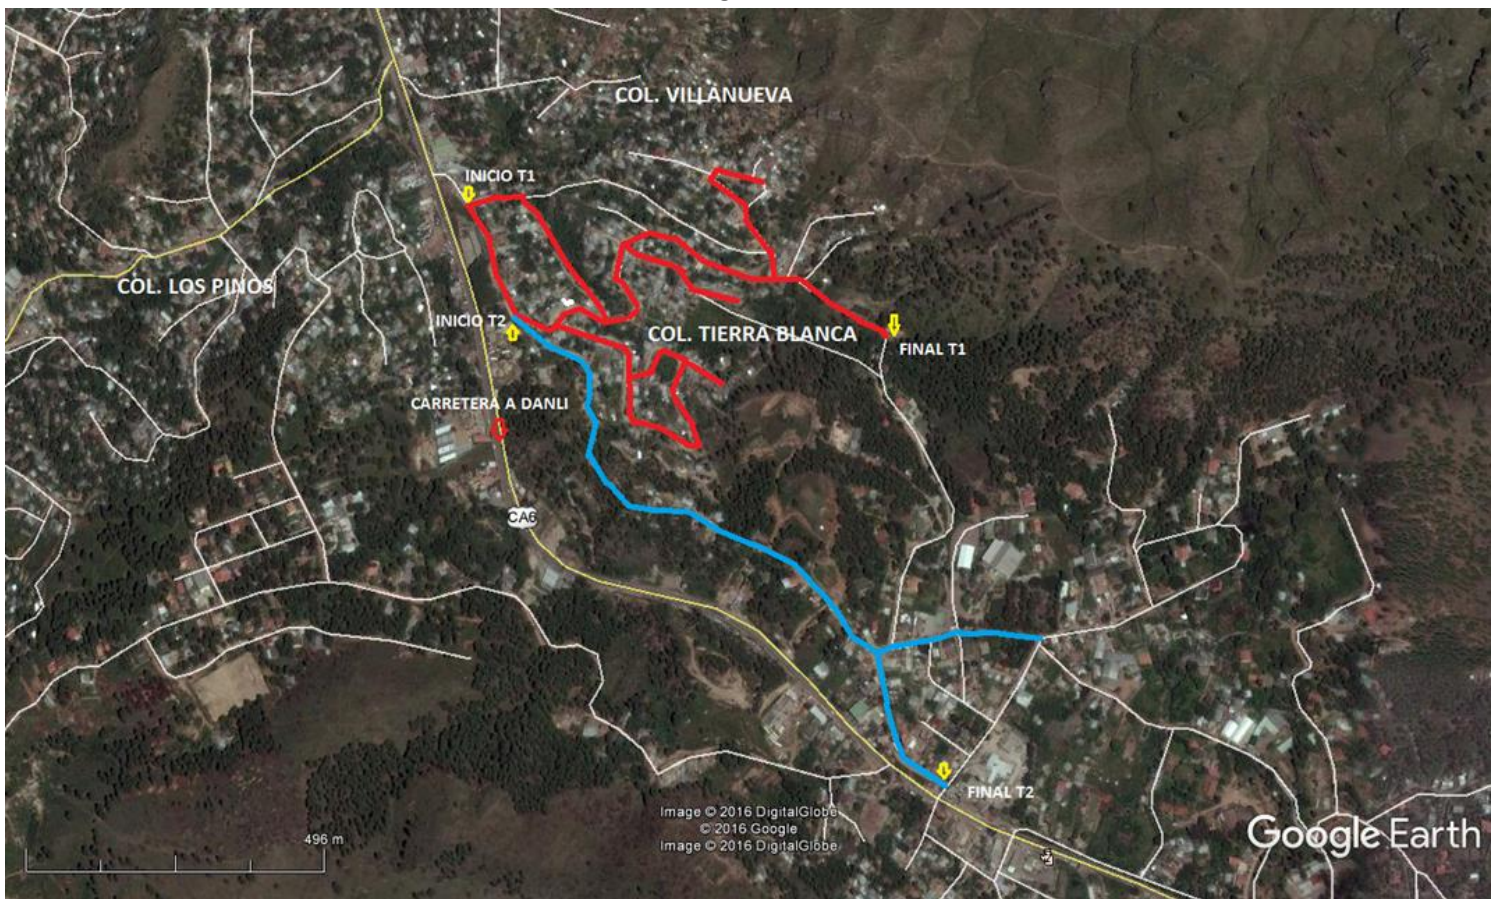 COL. VILLANUEVA
INICIO T1
COL. LOS PINOS
INICIO T2
COL. TIERRA BLANCA
FINAL T1
CARRETERA A DANLI
CA6
FINAL T2
Image © 2016 DigitalGlobe
© 2016 Google
Image © 2016 DigitalGlobe
496 m
Google Earth